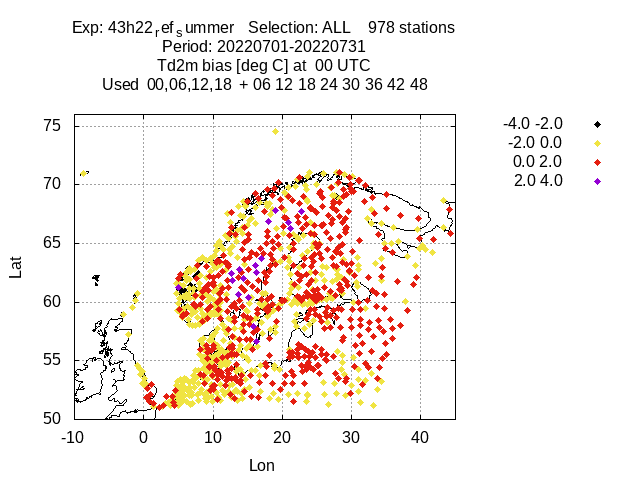 Exp: 43h22ref summer   Selection: ALL    978 stations
Period: 20220701-20220731
Td2m bias [deg C] at  00 UTC
Used  00,06,12,18  + 06 12 18 24 30 36 42 48
-4.0 -2.0
-2.0 0.0
0.0 2.0
2.0 4.0
75
70
65
60
55
50
Lat
-10 0 10 20 30 40
Lon